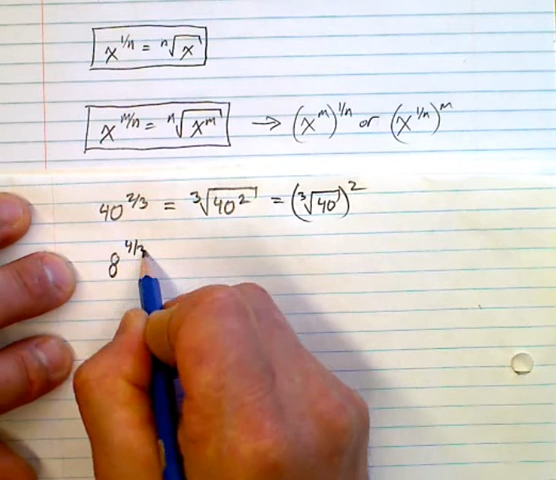 x^{1/n} = ⁿ√x
x^{m/n} = ⁿ√(x^m) → (x^m)^{1/n} or (x^{1/n})^m
40^{2/3} = ³√(40²) = (³√40)²
8^{4/3}